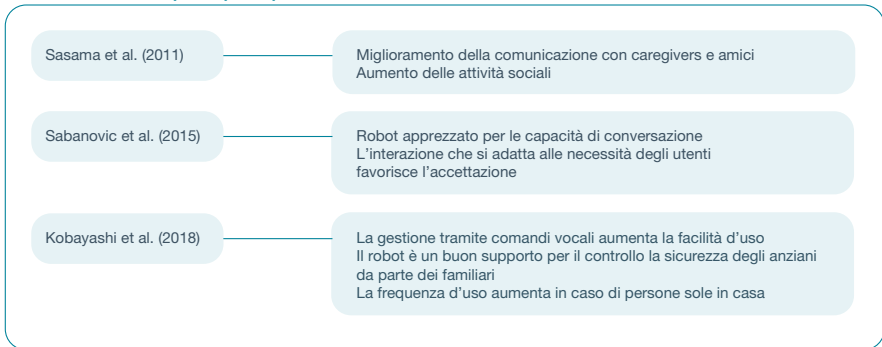 Sasama et al. (2011)
Miglioramento della comunicazione con caregivers e amici
Aumento delle attività sociali
Sabanovic et al. (2015)
Robot apprezzato per le capacità di conversazione
L'interazione che si adatta alle necessità degli utenti
favorisce l'accettazione
Kobayashi et al. (2018)
La gestione tramite comandi vocali aumenta la facilità d'uso
Il robot è un buon supporto per il controllo la sicurezza degli anziani
da parte dei familiari
La frequenza d'uso aumenta in caso di persone sole in casa